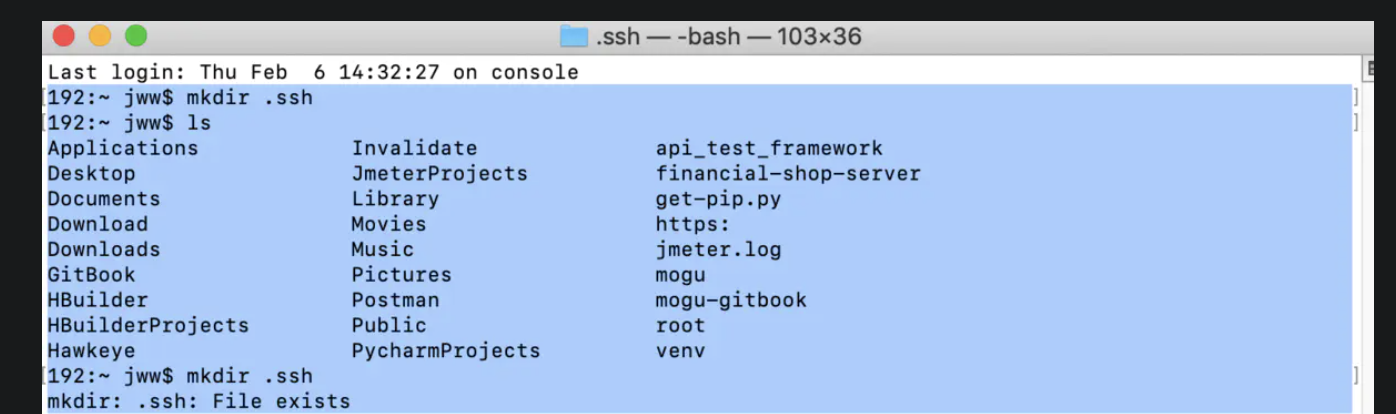 .ssh — -bash — 103×36
Last login: Thu Feb  6 14:32:27 on console
[192:~ jww$ mkdir .ssh ]
[192:~ jww$ ls ]
Applications Invalidate api_test_framework
Desktop JmeterProjects financial-shop-server
Documents Library get-pip.py
Download Movies https:
Downloads Music jmeter.log
GitBook Pictures mogu
HBuilder Postman mogu-gitbook
HBuilderProjects Public root
Hawkeye PycharmProjects venv
[192:~ jww$ mkdir .ssh ]
mkdir: .ssh: File exists